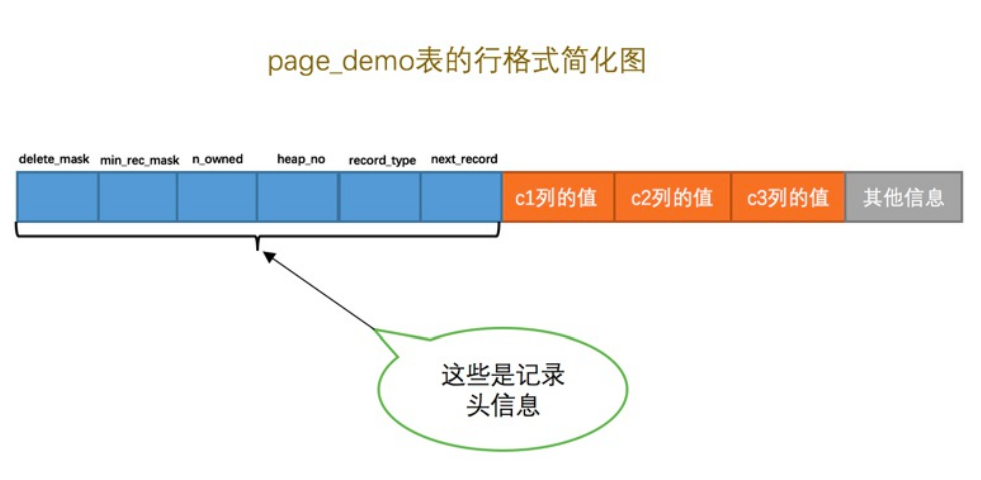 page_demo表的行格式简化图
delete_mask min_rec_mask n_owned heap_no record_type next_record
c1列的值 c2列的值 c3列的值 其他信息
这些是记录
头信息